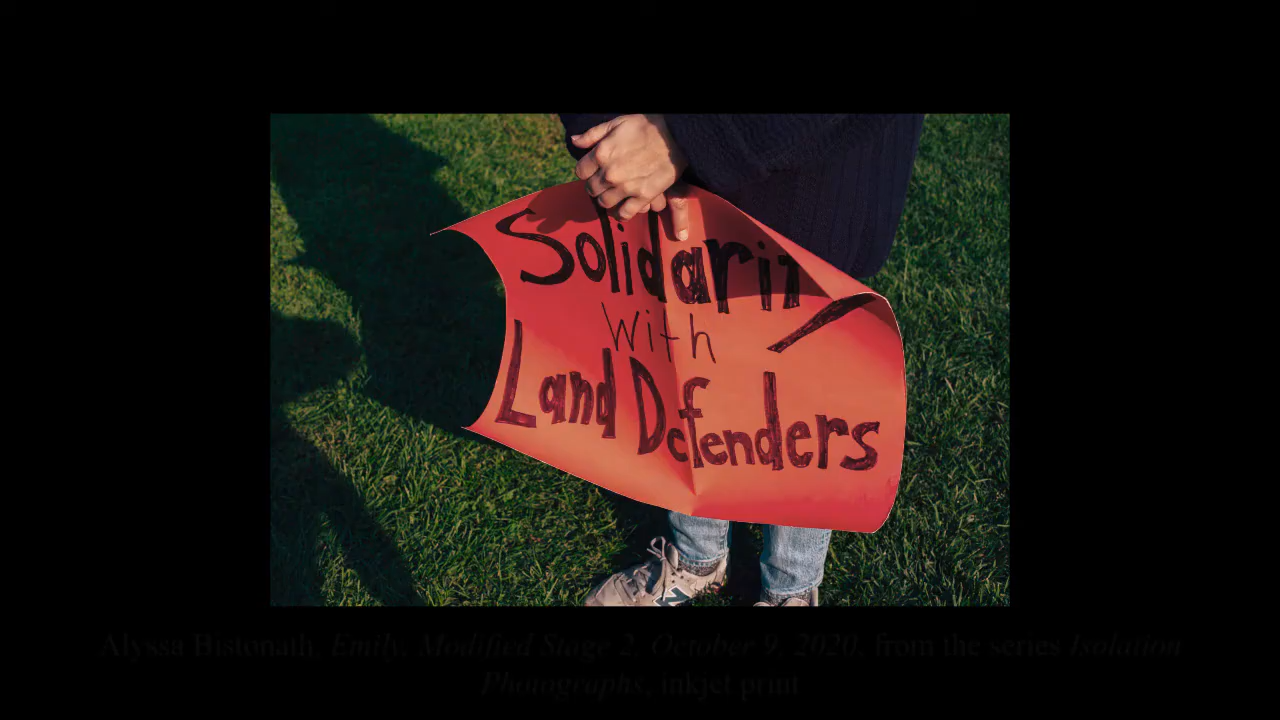 Solidarity
With
Land Defenders
N
Alyssa Bistonath, Emily, Modified Stage 2, October 9, 2020, from the series Isolation
Photographs, inkjet print